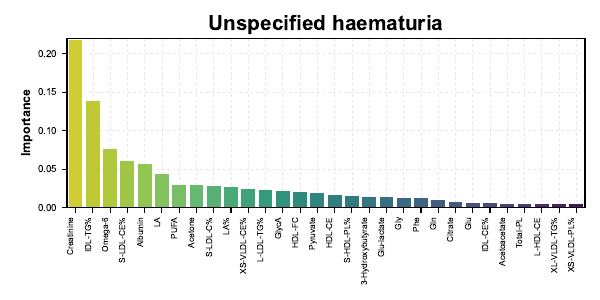 Unspecified haematuria
Importance
0.20
0.15
0.10
0.05
0.00
Creatinine
IDL-TG%
Omega-6
S-LDL-CE%
Albumin
LA
PUFA
Acetone
S-LDL-C%
LA%
XS-VLDL-CE%
L-LDL-TG%
GlycA
HDL-FC
Pyruvate
HDL-CE
S-HDL-PL%
3-Hydroxybutyrate
Glu-lactate
Gly
Phe
Gln
Citrate
Glu
IDL-CE%
Acetoacetate
Total-PL
L-HDL-CE
XL-VLDL-TG%
XS-VLDL-PL%